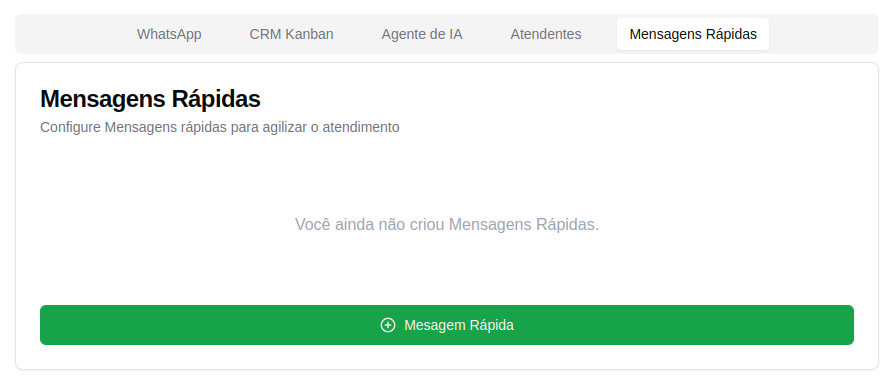 WhatsApp CRM Kanban Agente de IA Atendentes Mensagens Rápidas
Mensagens Rápidas
Configure Mensagens rápidas para agilizar o atendimento
Você ainda não criou Mensagens Rápidas.
Mesagem Rápida